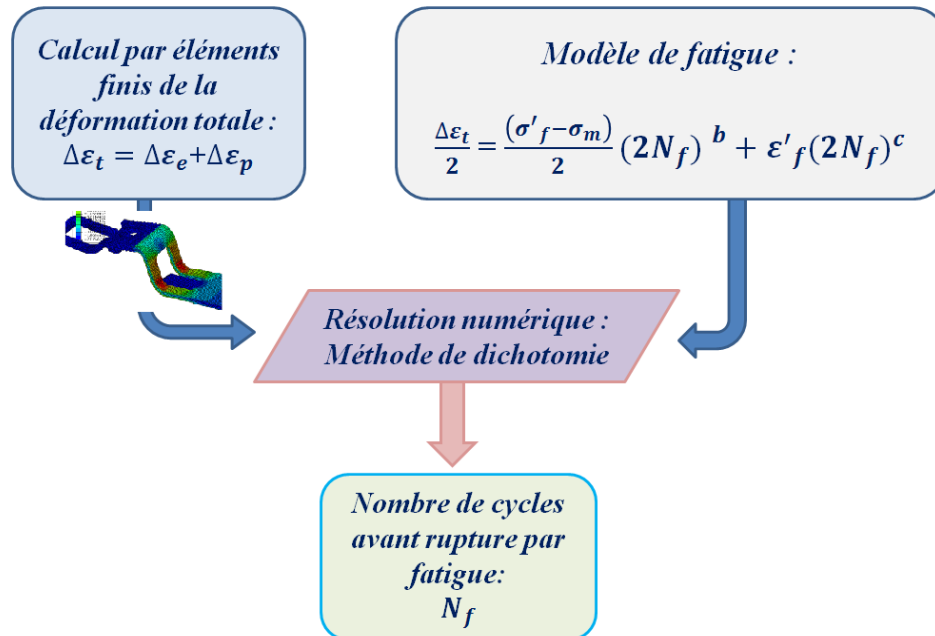 Calcul par éléments
finis de la
déformation totale :
Δεt = Δεe+Δεp
Modèle de fatigue :
Δεt/2 = (σ'f−σm)/2 (2Nf) b + ε'f(2Nf)c
Résolution numérique :
Méthode de dichotomie
Nombre de cycles
avant rupture par
fatigue:
Nf